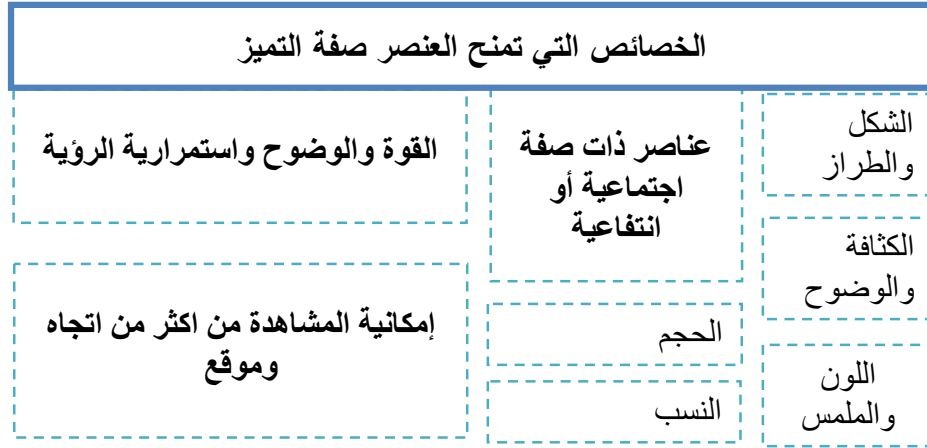 الخصائص التي تمنح العنصر صفة التميز
الشكل
والطراز
الكثافة
والوضوح
اللون
والملمس
عناصر ذات صفة
اجتماعية أو
انتفاعية
الحجم
النسب
القوة والوضوح واستمرارية الرؤية
إمكانية المشاهدة من اكثر من اتجاه
وموقع